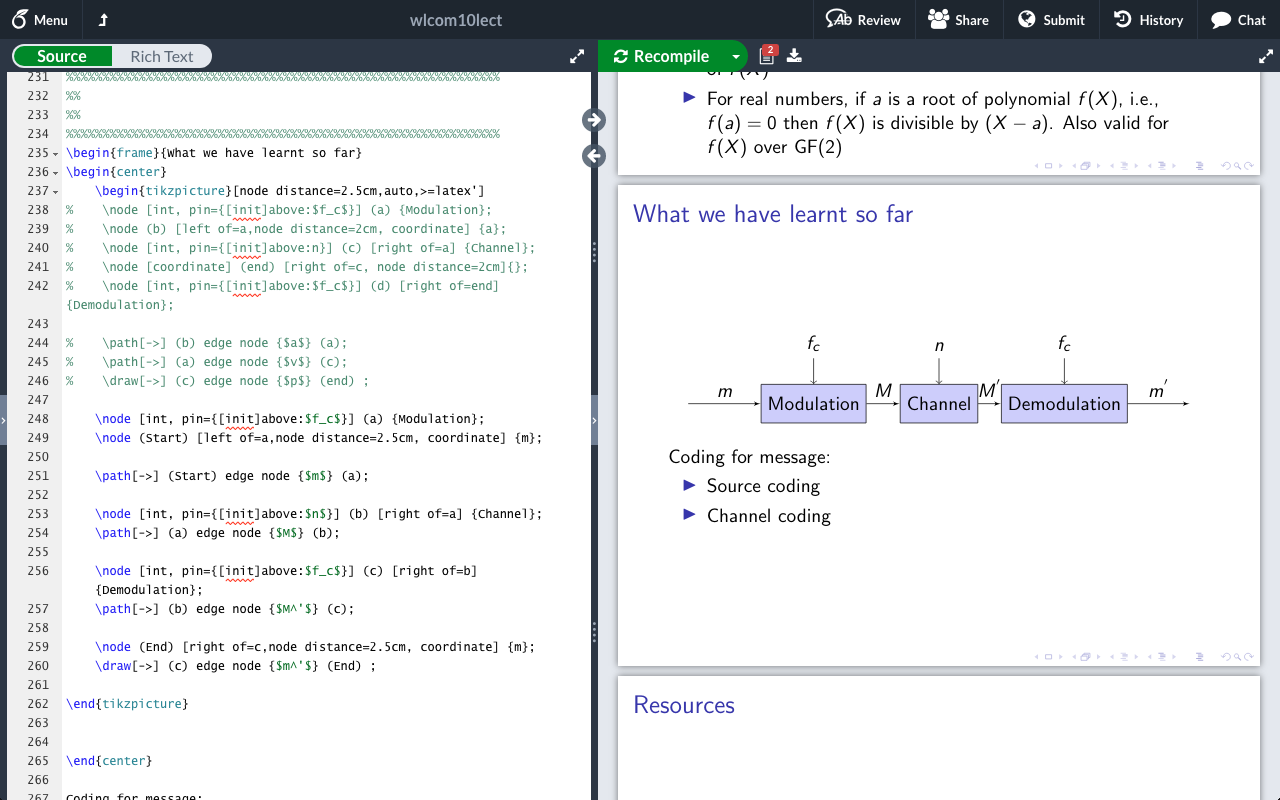 Menu
wlcom10lect
Review
Share
Submit
History
Chat
Source
Rich Text
Recompile
2
231 %%%%%%%%%%%%%%%%%%%%%%%%%%%%%%%%%%%%%%%%%%%%%%%%%%%%%%%%%%%%
232 %%
233 %%
234 %%%%%%%%%%%%%%%%%%%%%%%%%%%%%%%%%%%%%%%%%%%%%%%%%%%%%%%%%%%%
235 \begin{frame}{What we have learnt so far}
236 \begin{center}
237 \begin{tikzpicture}[node distance=2.5cm,auto,>=latex']
238 % \node [int, pin={[init]above:$f_c$}] (a) {Modulation};
239 % \node (b) [left of=a,node distance=2cm, coordinate] {a};
240 % \node [int, pin={[init]above:n}] (c) [right of=a] {Channel};
241 % \node [coordinate] (end) [right of=c, node distance=2cm]{};
242 % \node [int, pin={[init]above:$f_c$}] (d) [right of=end]
{Demodulation};
243
244 % \path[->] (b) edge node {$a$} (a);
245 % \path[->] (a) edge node {$v$} (c);
246 % \draw[->] (c) edge node {$p$} (end) ;
247
248 \node [int, pin={[init]above:$f_c$}] (a) {Modulation};
249 \node (Start) [left of=a,node distance=2.5cm, coordinate] {m};
250
251 \path[->] (Start) edge node {$m$} (a);
252
253 \node [int, pin={[init]above:$n$}] (b) [right of=a] {Channel};
254 \path[->] (a) edge node {$M$} (b);
255
256 \node [int, pin={[init]above:$f_c$}] (c) [right of=b]
{Demodulation};
257 \path[->] (b) edge node {$M^'$} (c);
258
259 \node (End) [right of=c,node distance=2.5cm, coordinate] {m};
260 \draw[->] (c) edge node {$m^'$} (End) ;
261
262 \end{tikzpicture}
263
264
265 \end{center}
266
267 Coding for message:
of f(X)
▶ For real numbers, if a is a root of polynomial f(X), i.e.,
f(a) = 0 then f(X) is divisible by (X − a). Also valid for
f(X) over GF(2)
What we have learnt so far
f_c n f_c
m Modulation M Channel M′ Demodulation m′
Coding for message:
▶ Source coding
▶ Channel coding
Resources